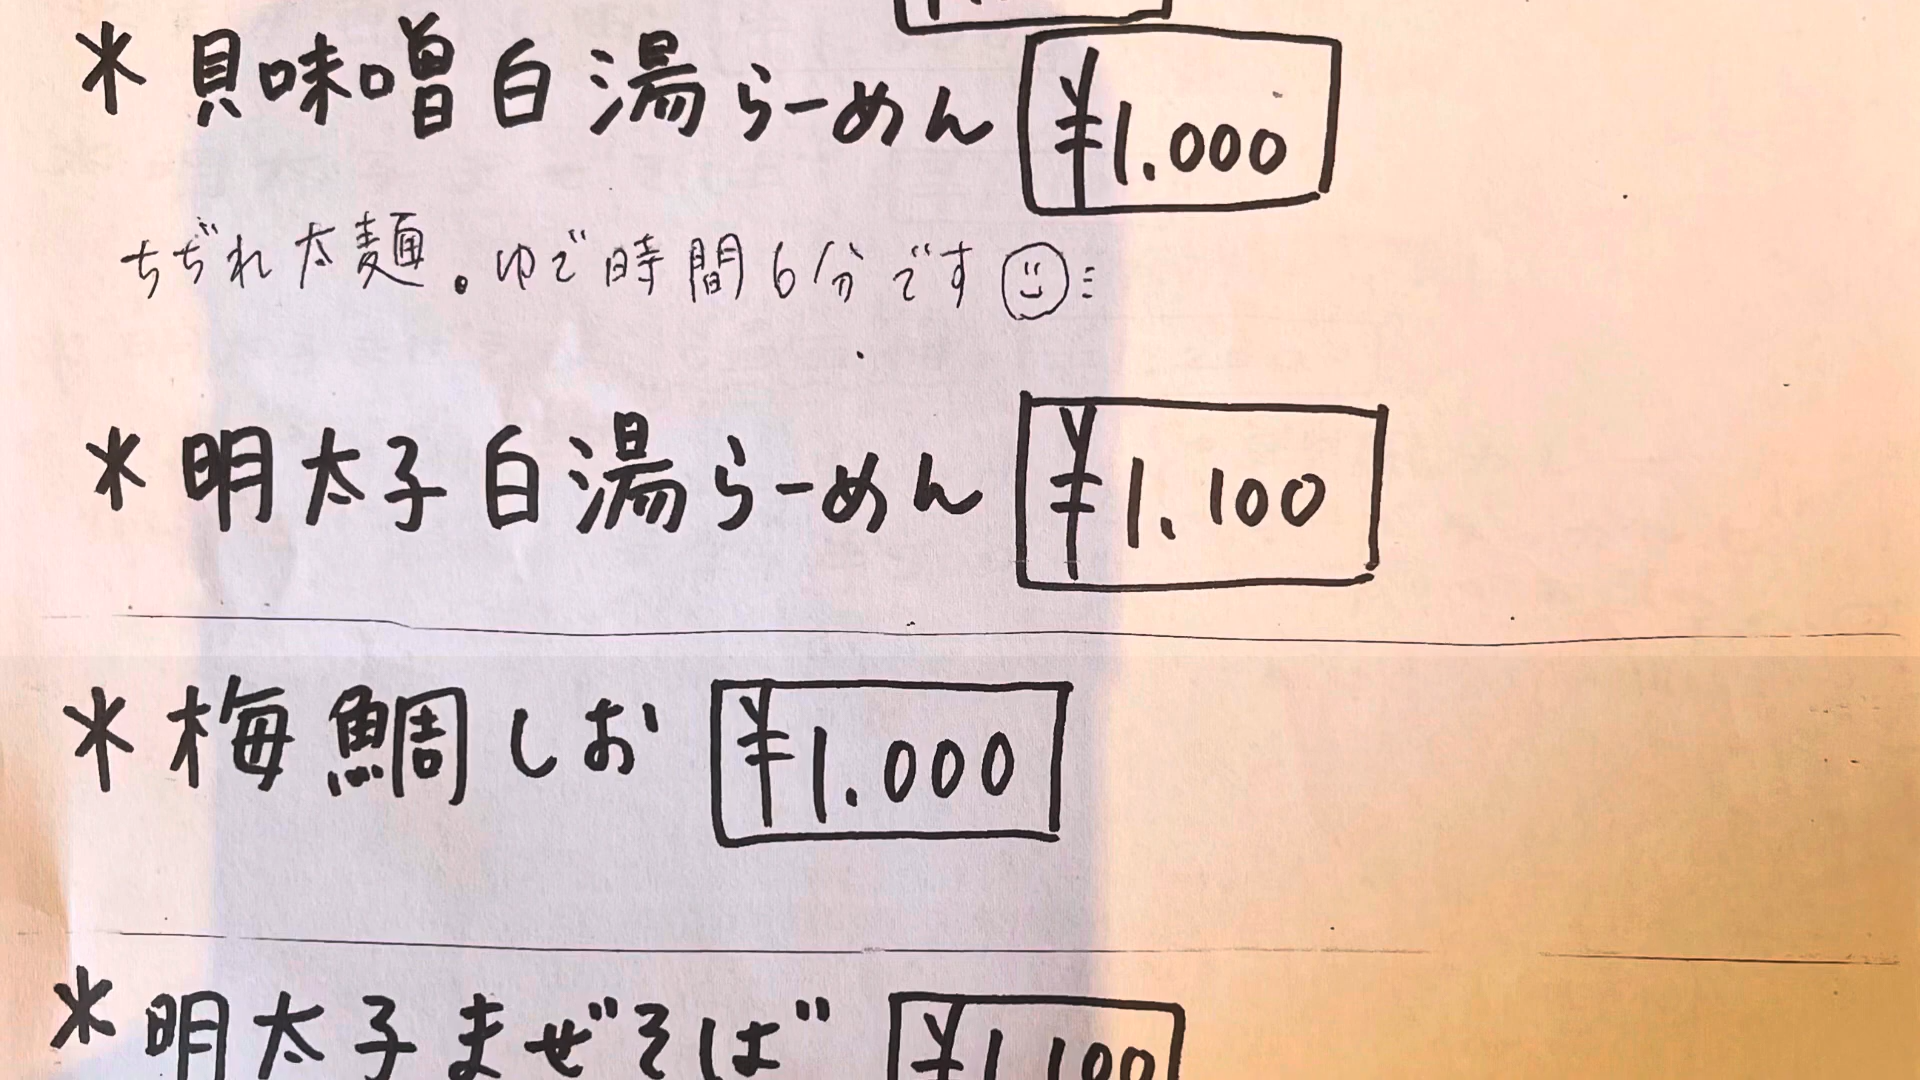 * 貝味噌白湯らーめん ¥1.000
ちぢれ太麺。ゆで時間6分です
* 明太子白湯らーめん ¥1.100
* 梅鯛しお ¥1.000
* 明太子まぜそば ¥1.100